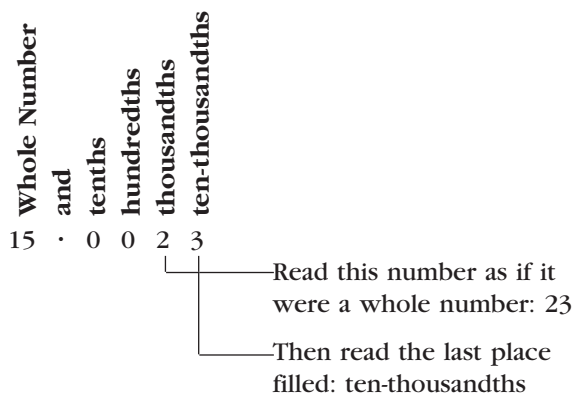 Whole Number
and
tenths
hundredths
thousandths
ten-thousandths
15 . 0 0 2 3
Read this number as if it
were a whole number: 23
Then read the last place
filled: ten-thousandths